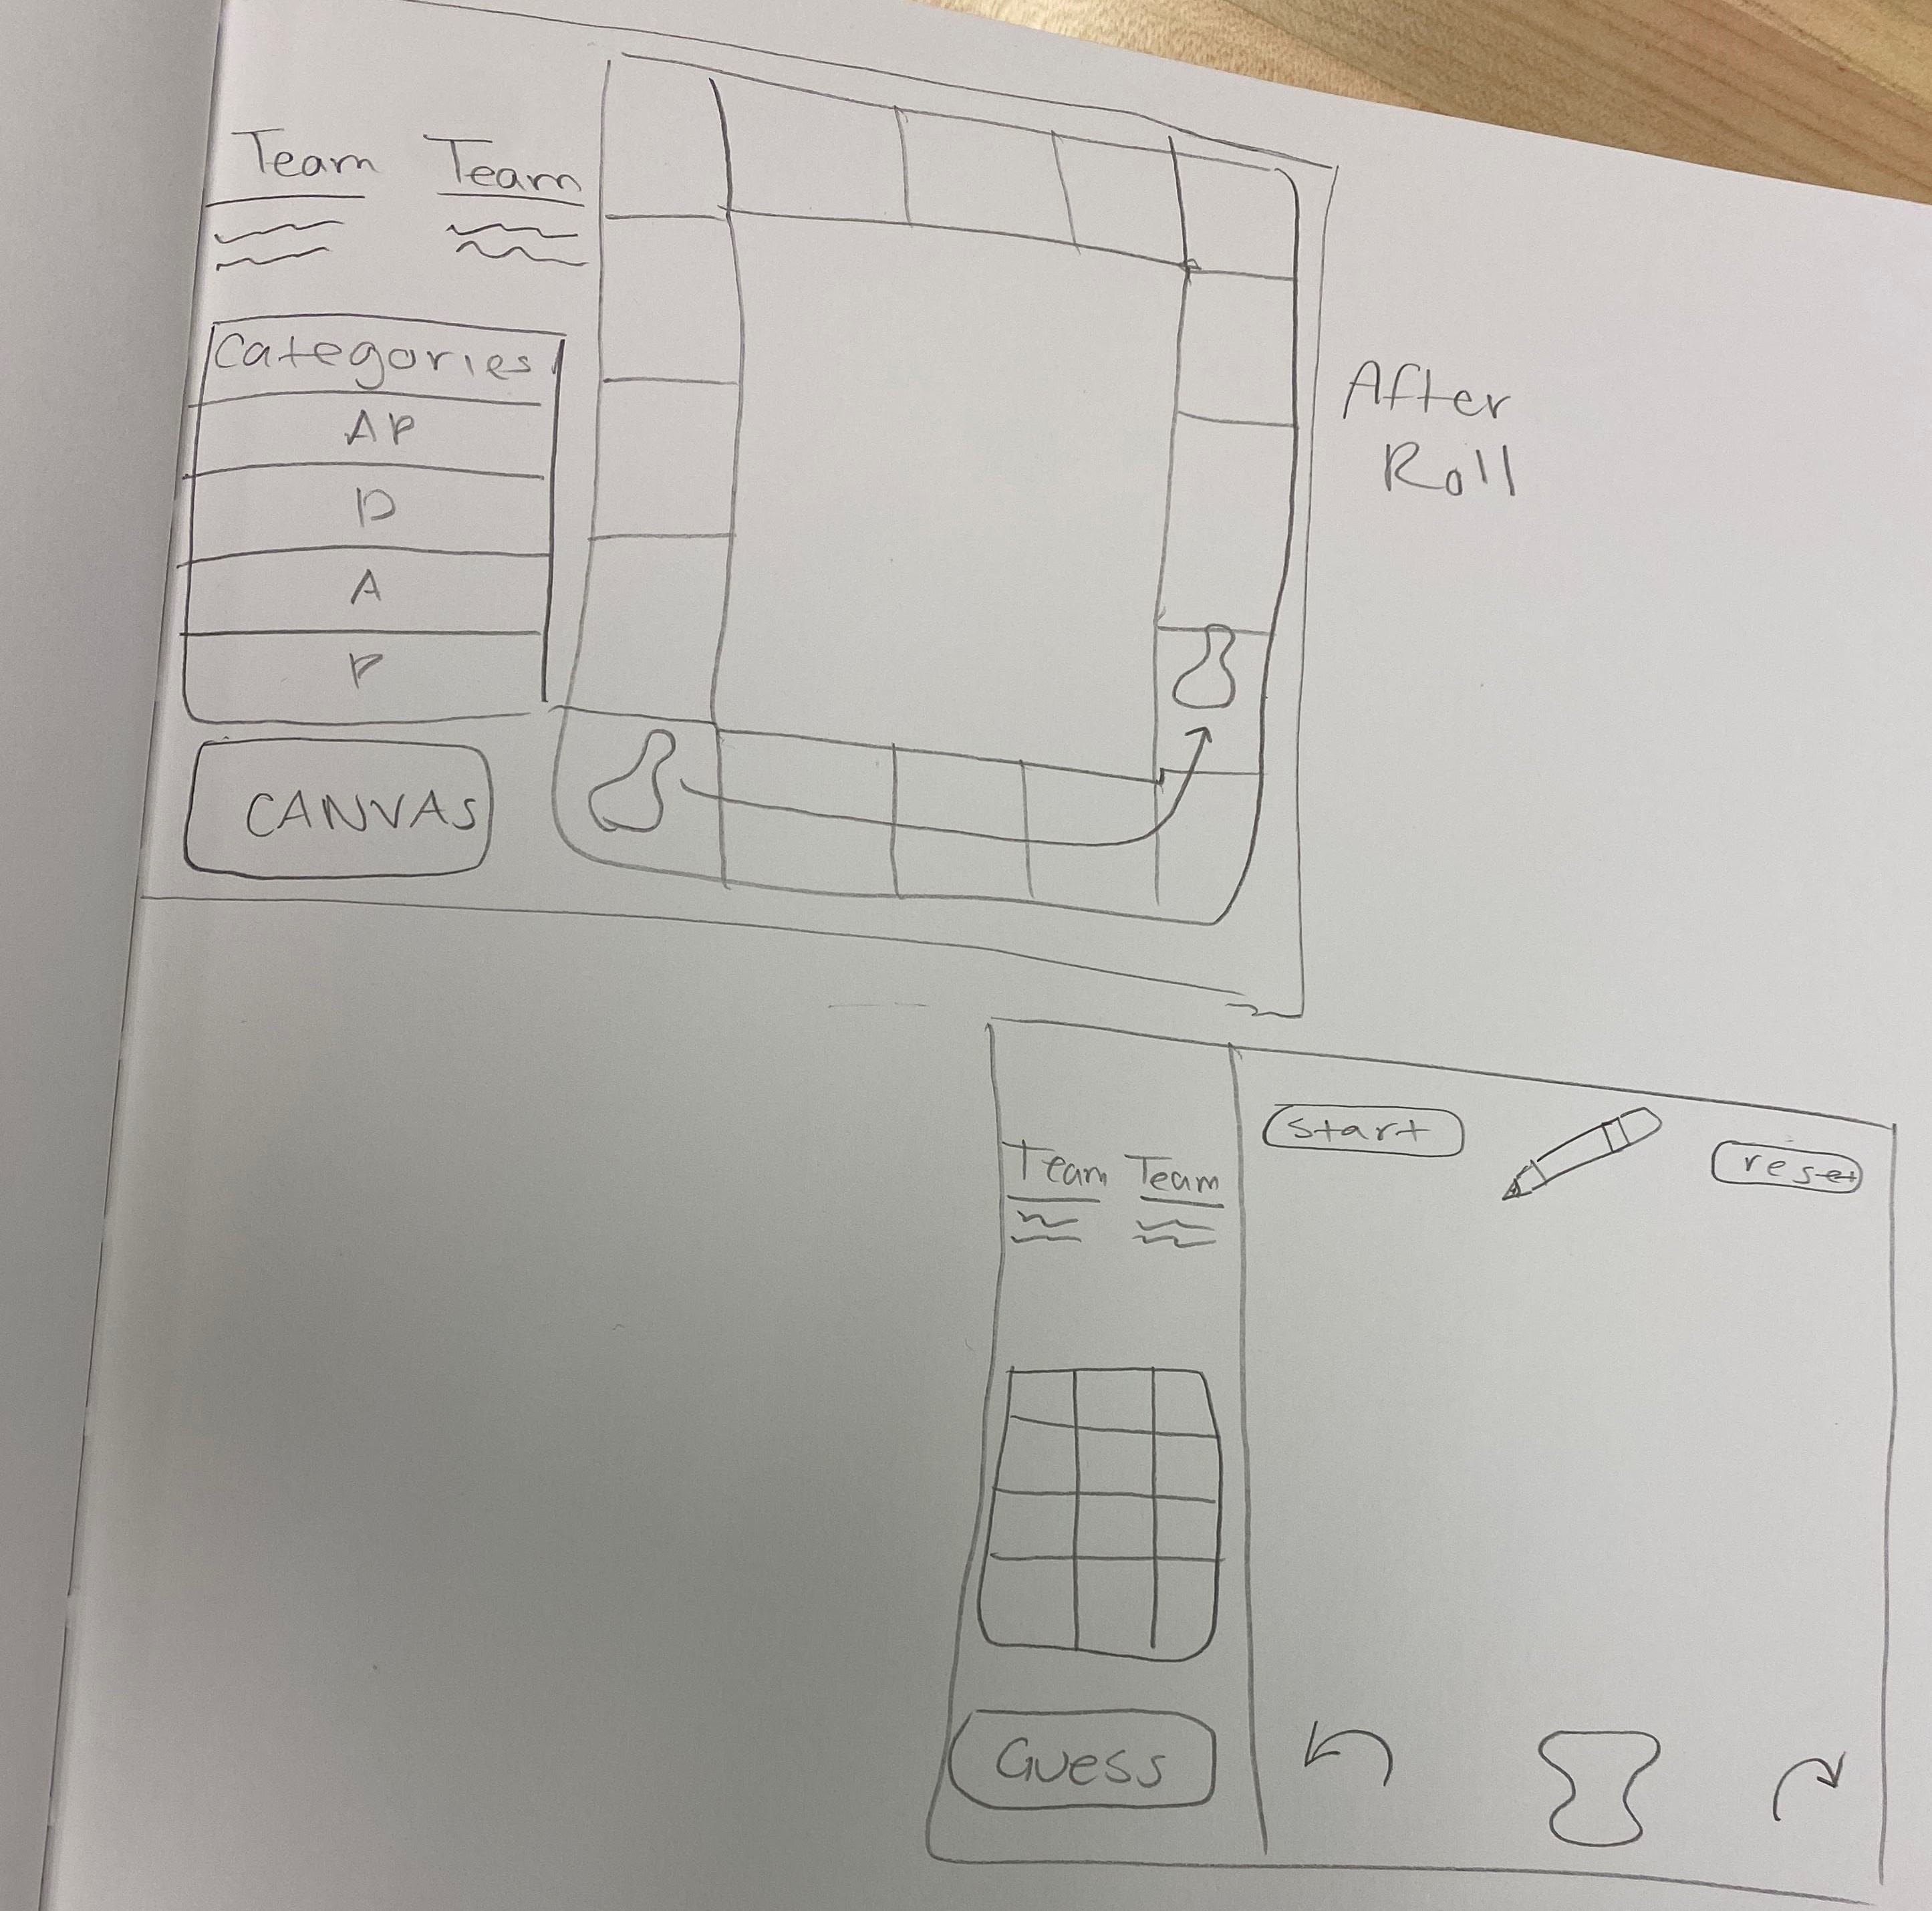 Team Team
Categories
AP
D
A
P
CANVAS
After
Roll
Team Team
start
reset
Guess